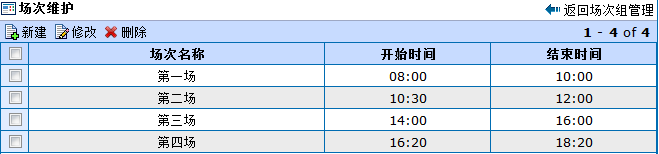 场次维护 返回场次组管理
新建 修改 删除 1 - 4 of 4
场次名称 开始时间 结束时间
第一场 08:00 10:00
第二场 10:30 12:00
第三场 14:00 16:00
第四场 16:20 18:20